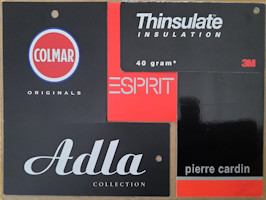 COLMAR
ORIGINALS
Thinsulate
INSULATION
40 gram*
3M
ESPRIT
Adla
COLLECTION
pierre cardin